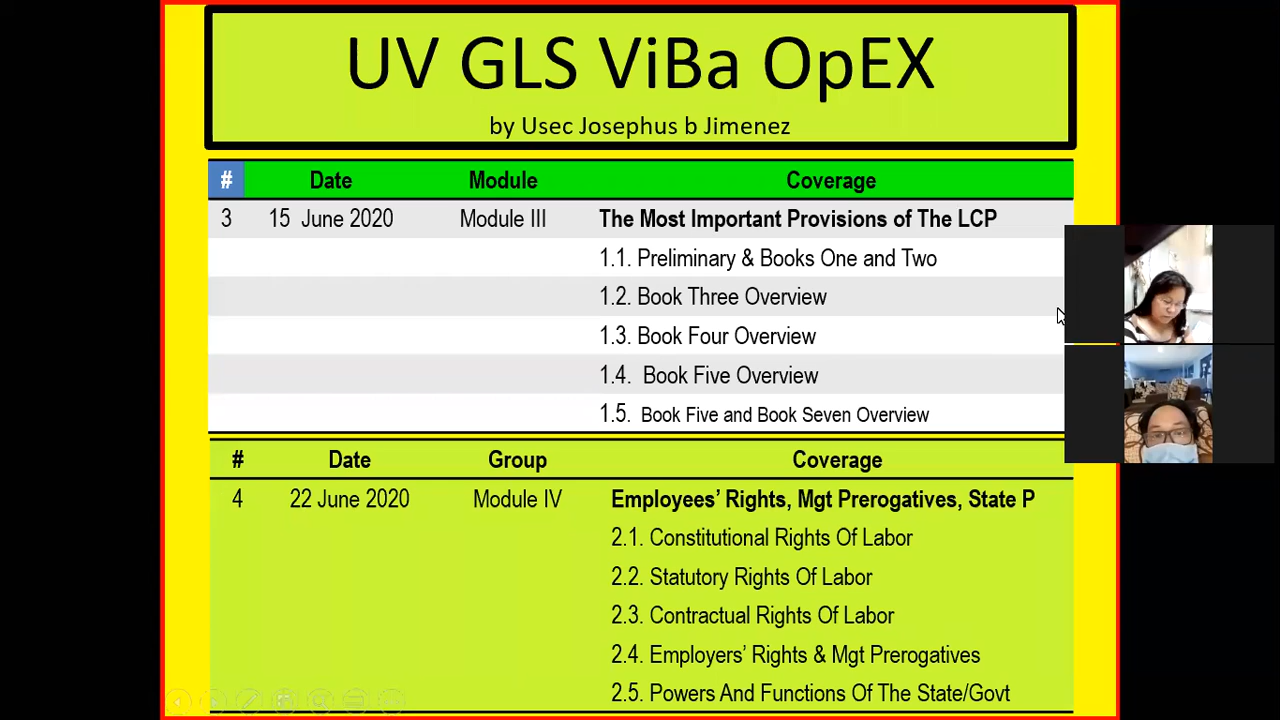 UV GLS ViBa OpEX
by Usec Josephus b Jimenez
# Date Module Coverage
3 15 June 2020 Module III The Most Important Provisions of The LCP
1.1. Preliminary & Books One and Two
1.2. Book Three Overview
1.3. Book Four Overview
1.4. Book Five Overview
1.5. Book Five and Book Seven Overview
# Date Group Coverage
4 22 June 2020 Module IV Employees' Rights, Mgt Prerogatives, State P
2.1. Constitutional Rights Of Labor
2.2. Statutory Rights Of Labor
2.3. Contractual Rights Of Labor
2.4. Employers' Rights & Mgt Prerogatives
2.5. Powers And Functions Of The State/Govt